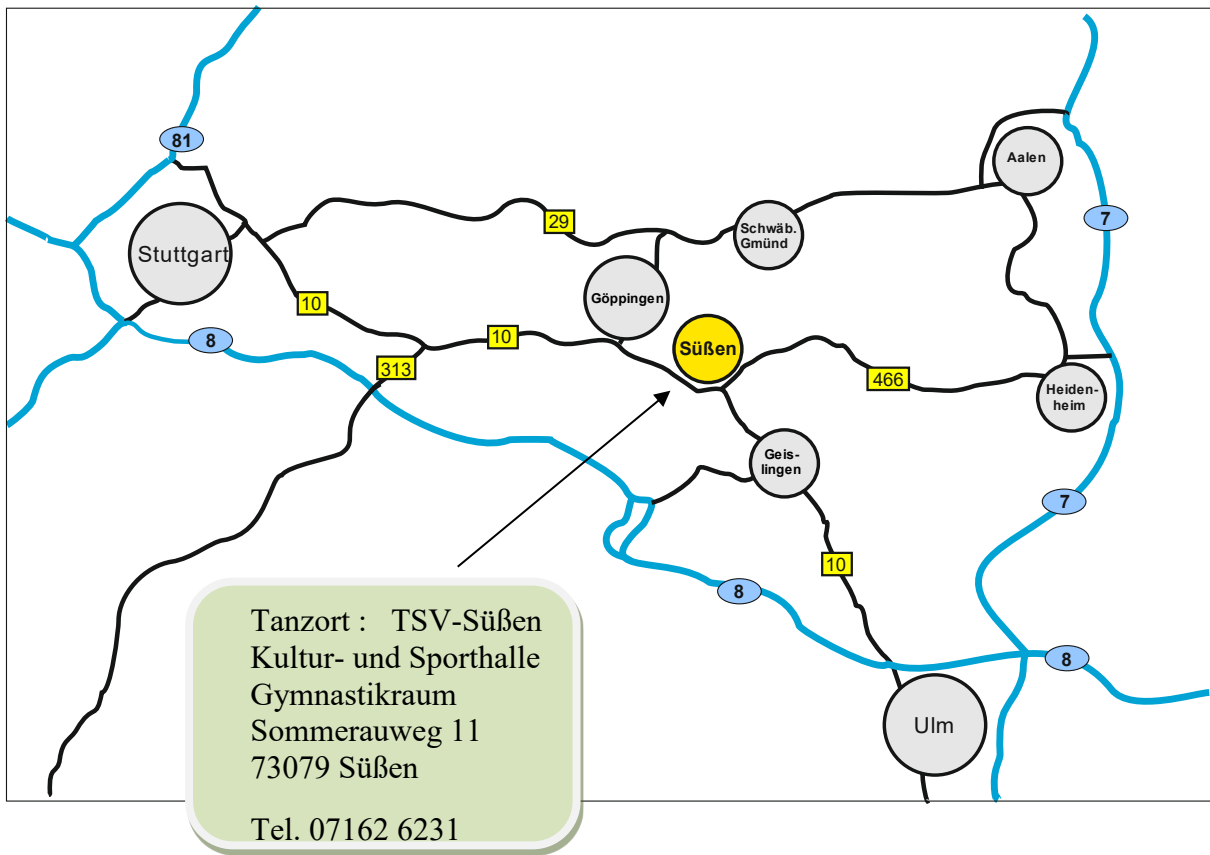 81
Aalen
7
29
Schwäb.
Gmünd
Stuttgart
Göppingen
10
10
Süßen
8
313
466
Heiden-
heim
Geis-
lingen
7
10
8
8
Ulm
Tanzort : TSV-Süßen
Kultur- und Sporthalle
Gymnastikraum
Sommerauweg 11
73079 Süßen
Tel. 07162 6231